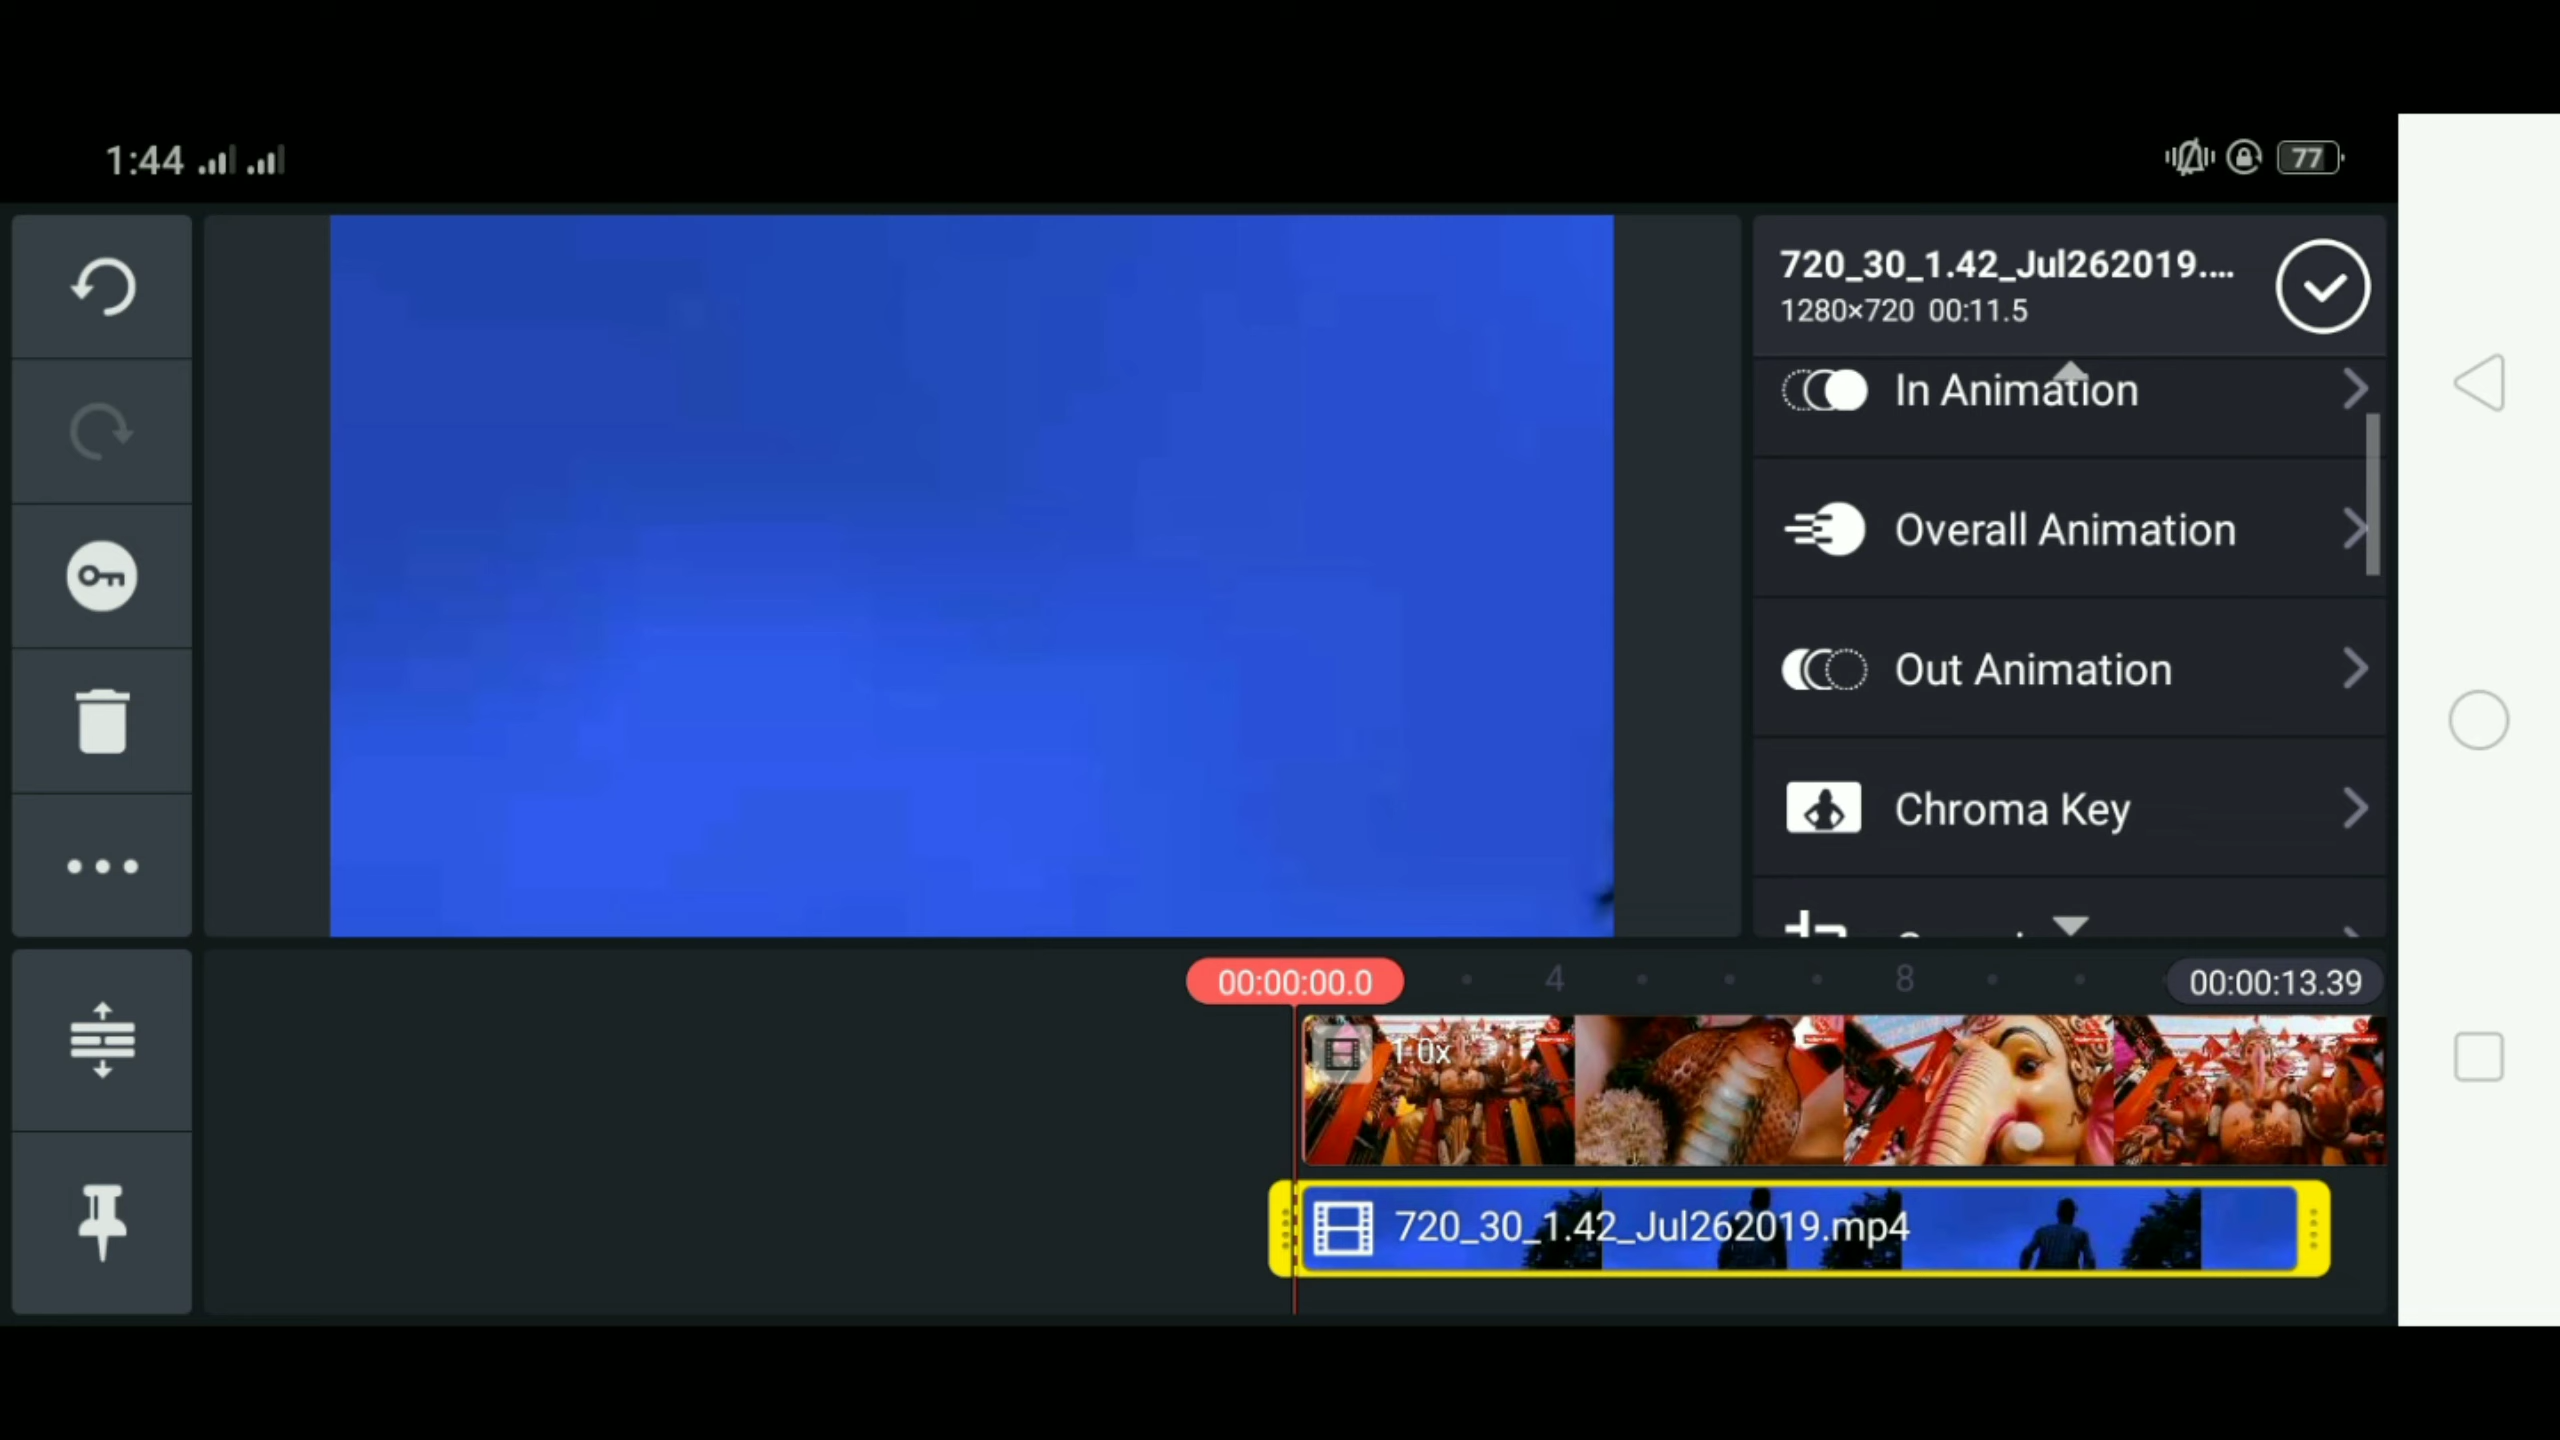 1:44
77
720_30_1.42_Jul262019....
1280×720 00:11.5
In Animation
Overall Animation
Out Animation
Chroma Key
00:00:00.0
4
8
00:00:13.39
1.0x
720_30_1.42_Jul262019.mp4